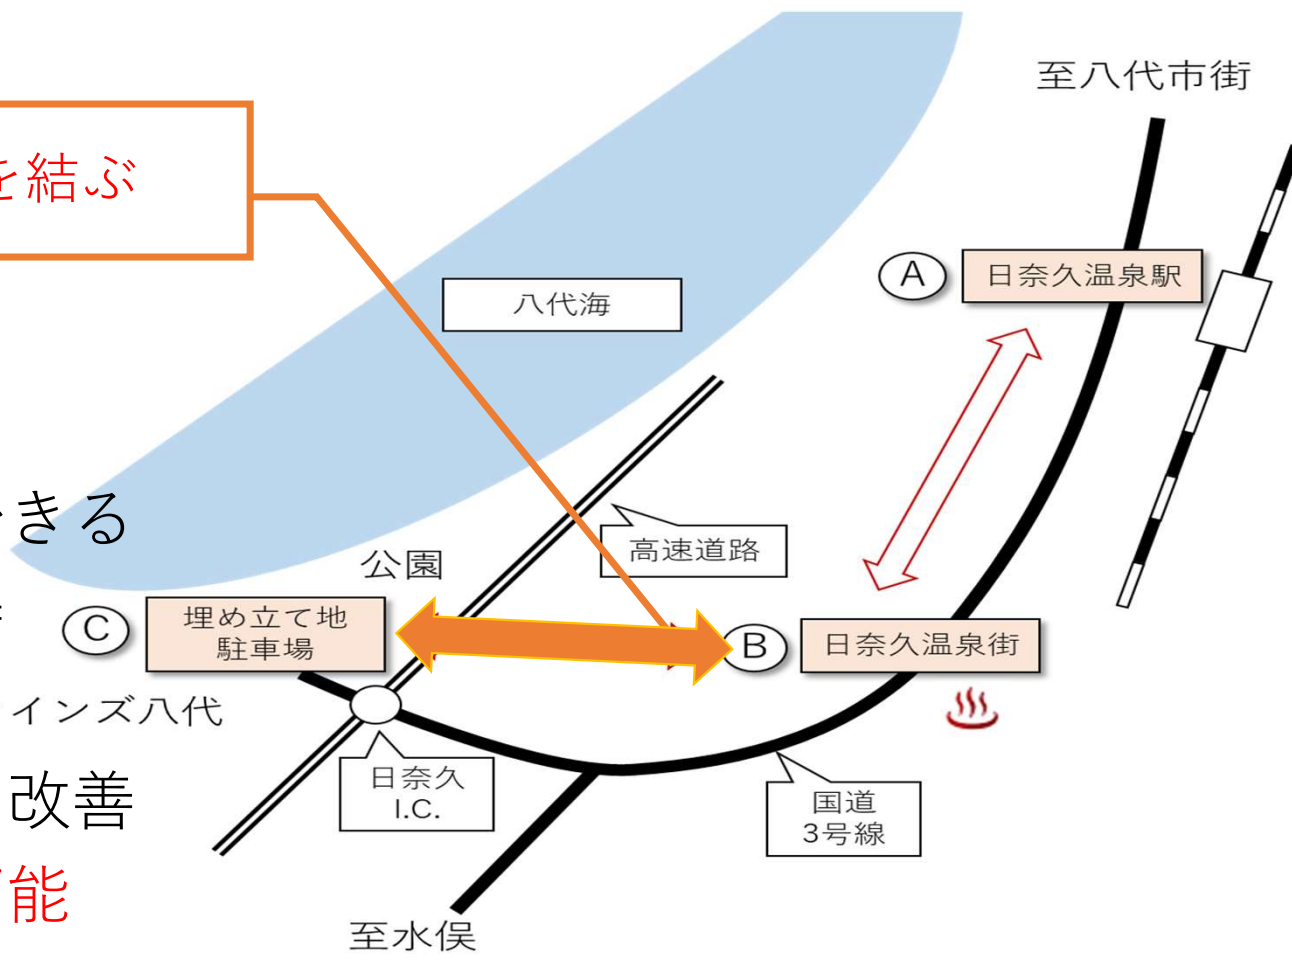 至八代市街
を結ぶ
A
日奈久温泉駅
八代海
きる
高速道路
公園
C
埋め立て地
駐車場
B
日奈久温泉街
インズ八代
改善
日奈久
I.C.
国道
3号線
能
至水俣